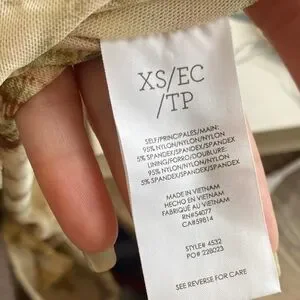 XS/EC
/TP
SELF/PRINCIPALES/MAIN:
95% NYLON/NYLON/NYLON
5% SPANDEX/SPANDEX/SPANDEX
LINING/FORRO/DOUBLURE:
95% NYLON/NYLON/NYLON
5% SPANDEX/SPANDEX/SPANDEX
MADE IN VIETNAM
HECHO EN VIETNAM
FABRIQUÉ AU VIETNAM
RN#54077
CA#59814
STYLE# 4532
PO# 228023
SEE REVERSE FOR CARE